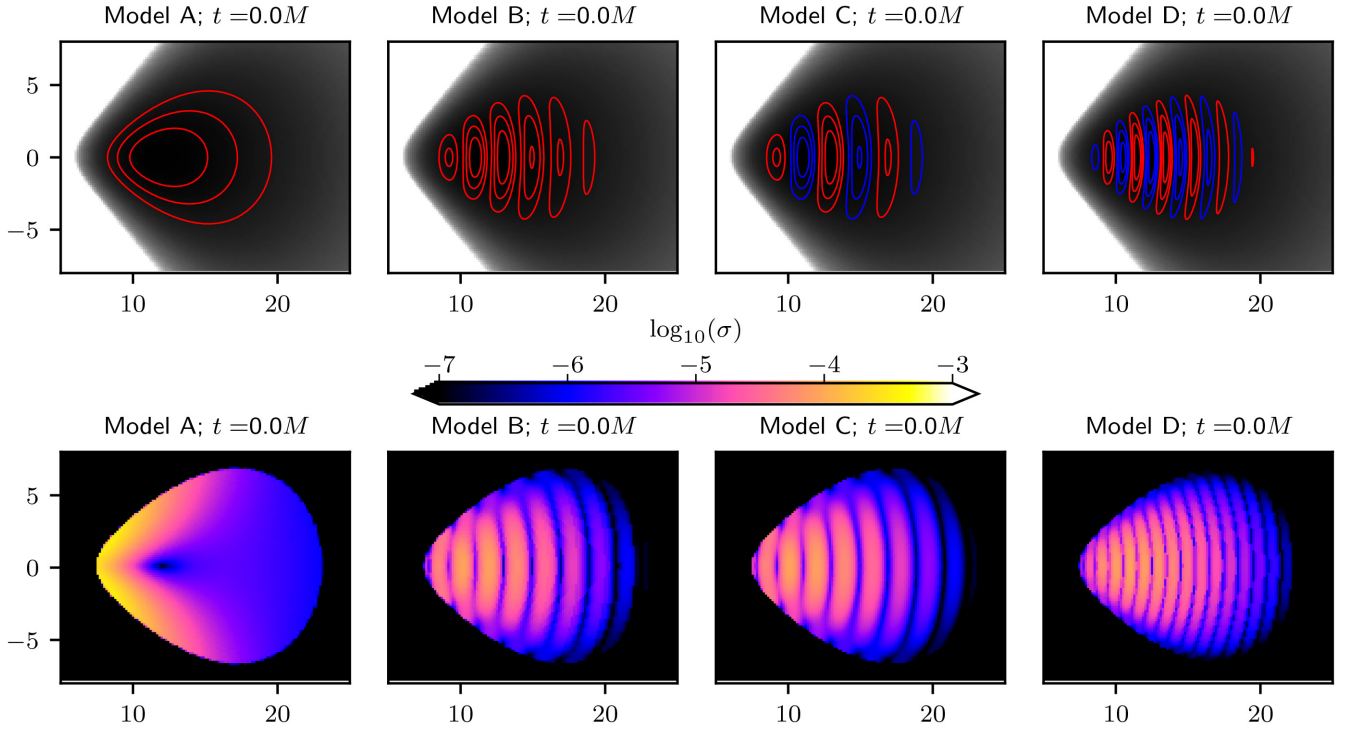 Model A; t =0.0M
Model B; t =0.0M
Model C; t =0.0M
Model D; t =0.0M
5
0
−5
10 20
10 20
10 20
10 20
log₁₀(σ)
−7 −6 −5 −4 −3
Model A; t =0.0M
Model B; t =0.0M
Model C; t =0.0M
Model D; t =0.0M
5
0
−5
10 20
10 20
10 20
10 20